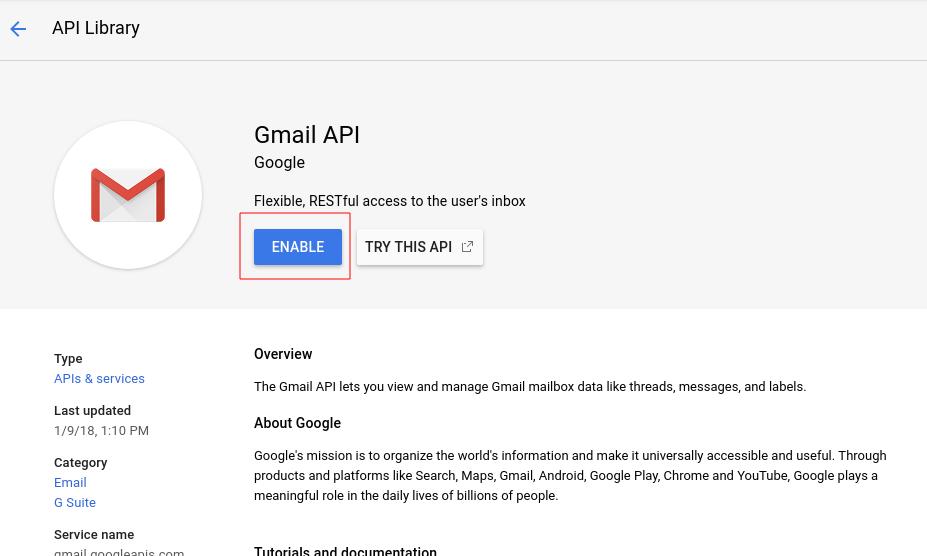 API Library
Gmail API
Google
Flexible, RESTful access to the user's inbox
ENABLE
TRY THIS API
Type
APIs & services
Last updated
1/9/18, 1:10 PM
Category
Email
G Suite
Service name
gmail.googleapis.com
Overview
The Gmail API lets you view and manage Gmail mailbox data like threads, messages, and labels.
About Google
Google's mission is to organize the world's information and make it universally accessible and useful. Through
products and platforms like Search, Maps, Gmail, Android, Google Play, Chrome and YouTube, Google plays a
meaningful role in the daily lives of billions of people.
Tutorials and documentation